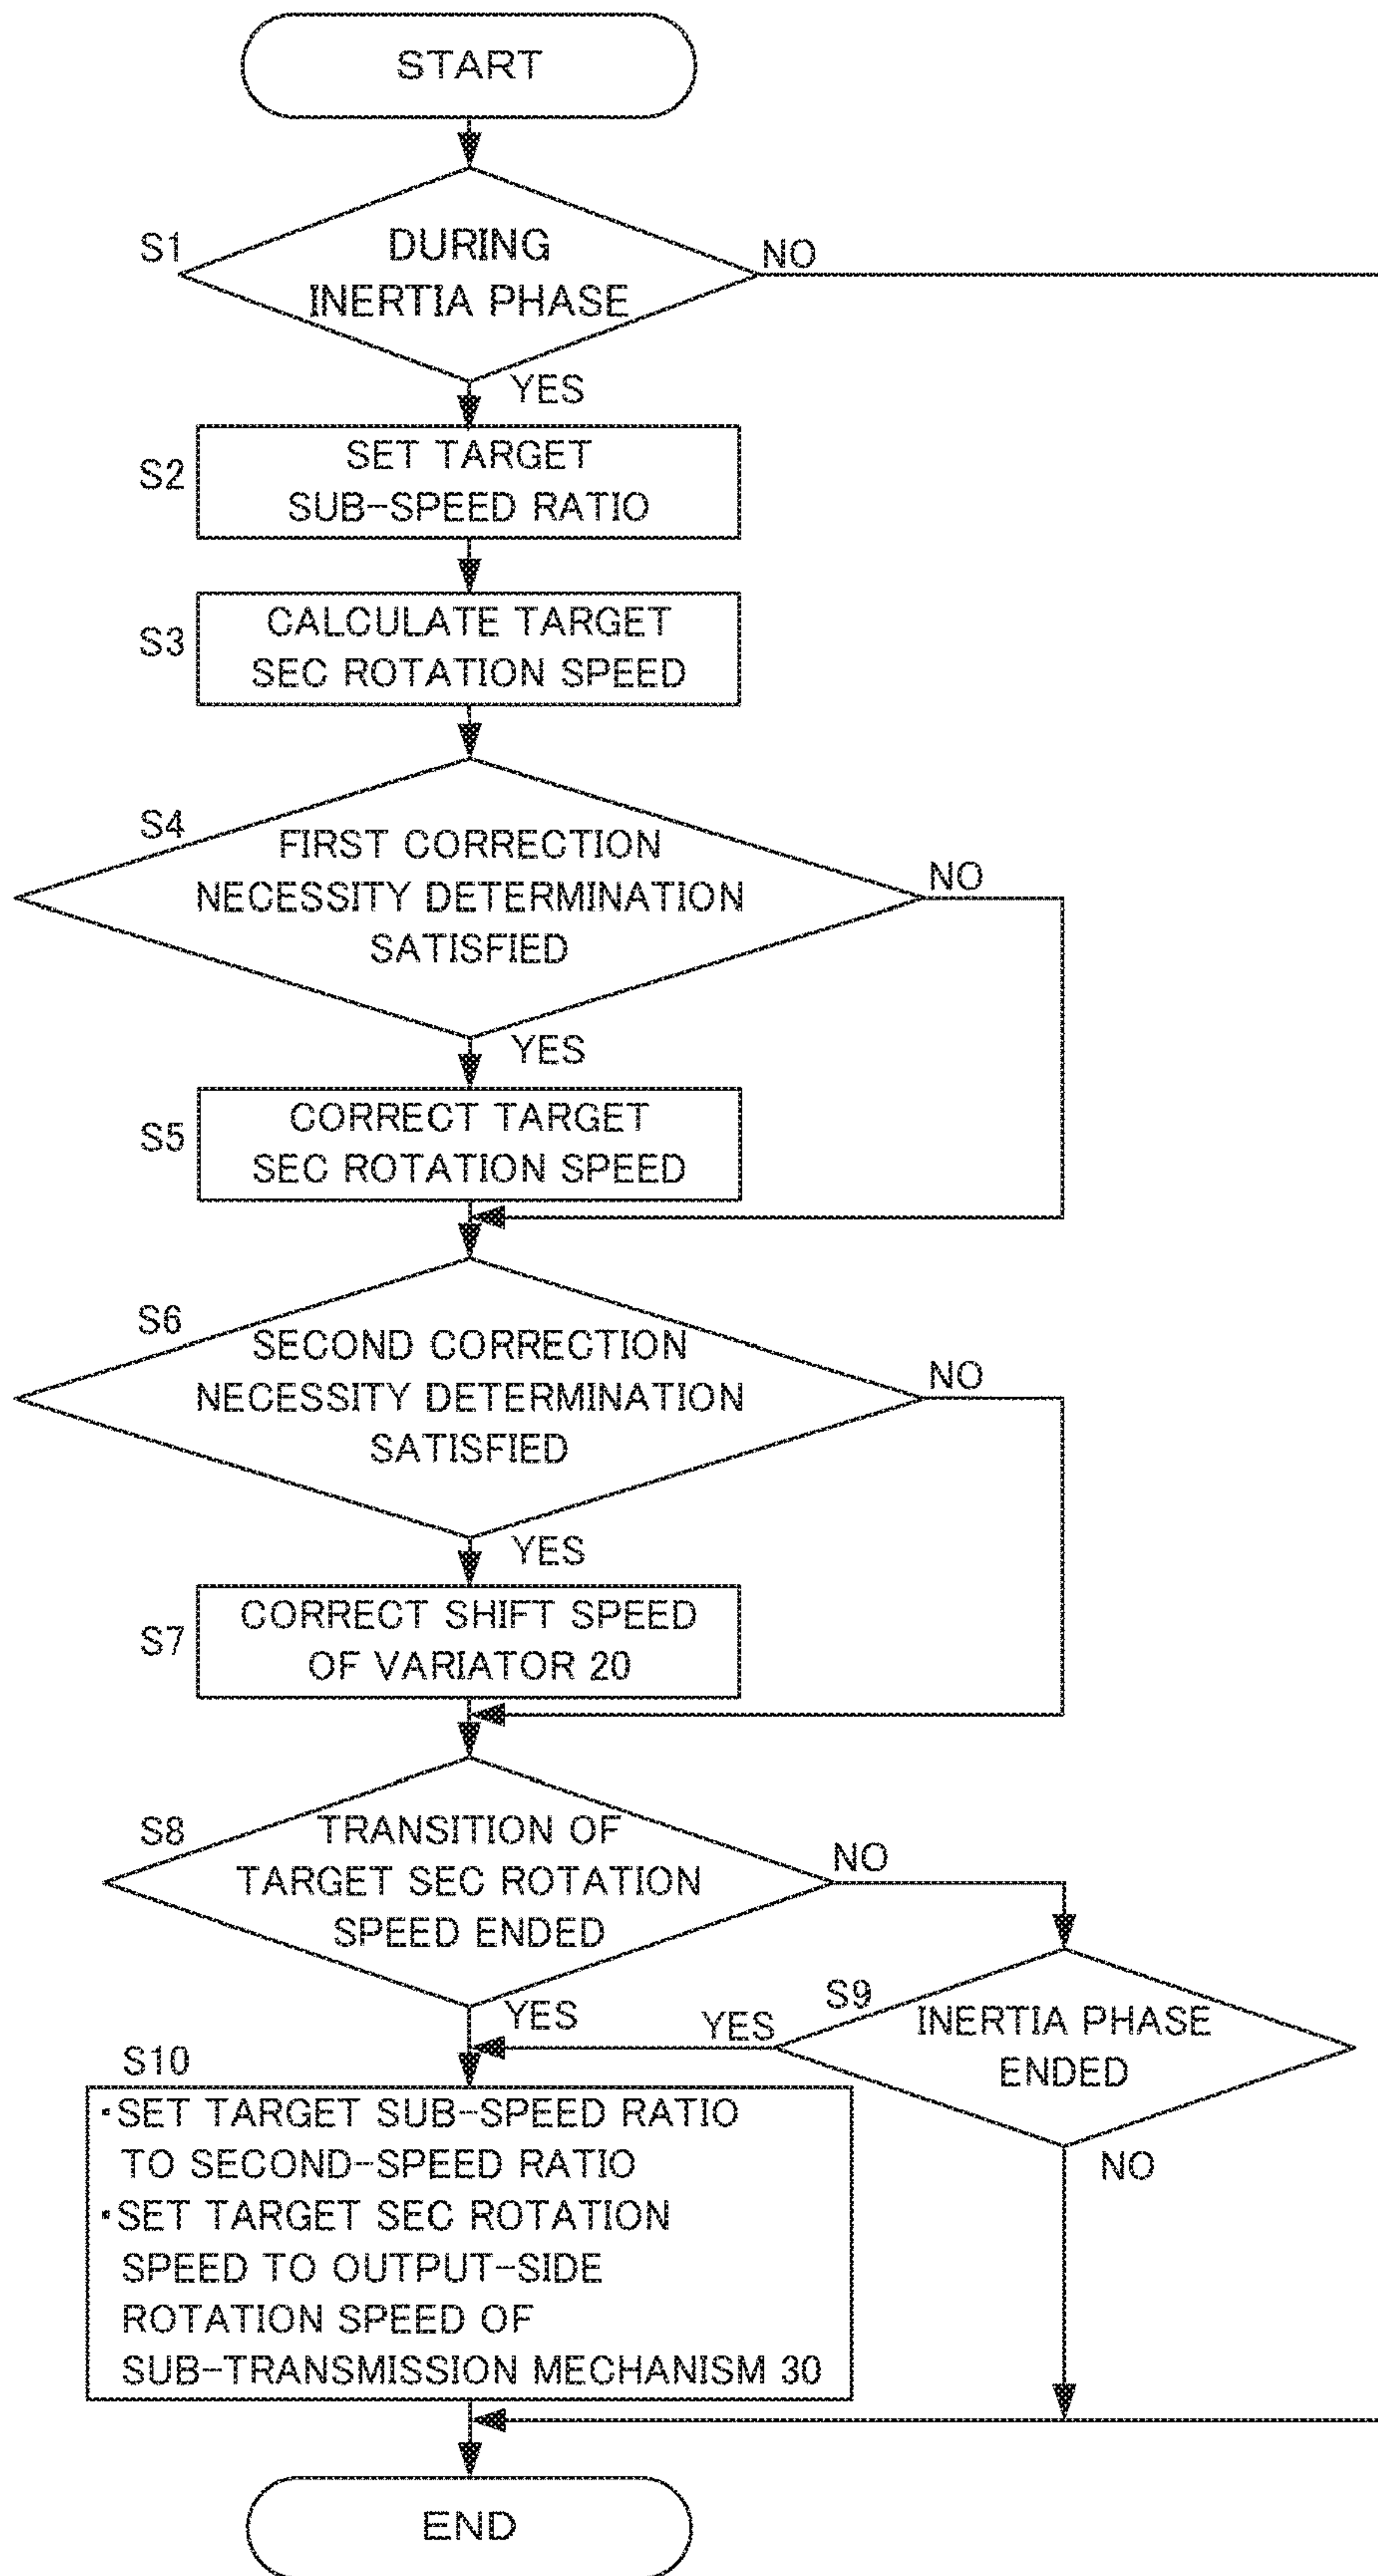 START
S1
DURING
INERTIA PHASE
NO
YES
S2
SET TARGET
SUB-SPEED RATIO
S3
CALCULATE TARGET
SEC ROTATION SPEED
S4
FIRST CORRECTION
NECESSITY DETERMINATION
SATISFIED
NO
YES
S5
CORRECT TARGET
SEC ROTATION SPEED
S6
SECOND CORRECTION
NECESSITY DETERMINATION
SATISFIED
NO
YES
S7
CORRECT SHIFT SPEED
OF VARIATOR 20
S8
TRANSITION OF
TARGET SEC ROTATION
SPEED ENDED
NO
YES
S9
INERTIA PHASE
ENDED
YES
NO
S10
・SET TARGET SUB-SPEED RATIO
TO SECOND-SPEED RATIO
・SET TARGET SEC ROTATION
SPEED TO OUTPUT-SIDE
ROTATION SPEED OF
SUB-TRANSMISSION MECHANISM 30
END